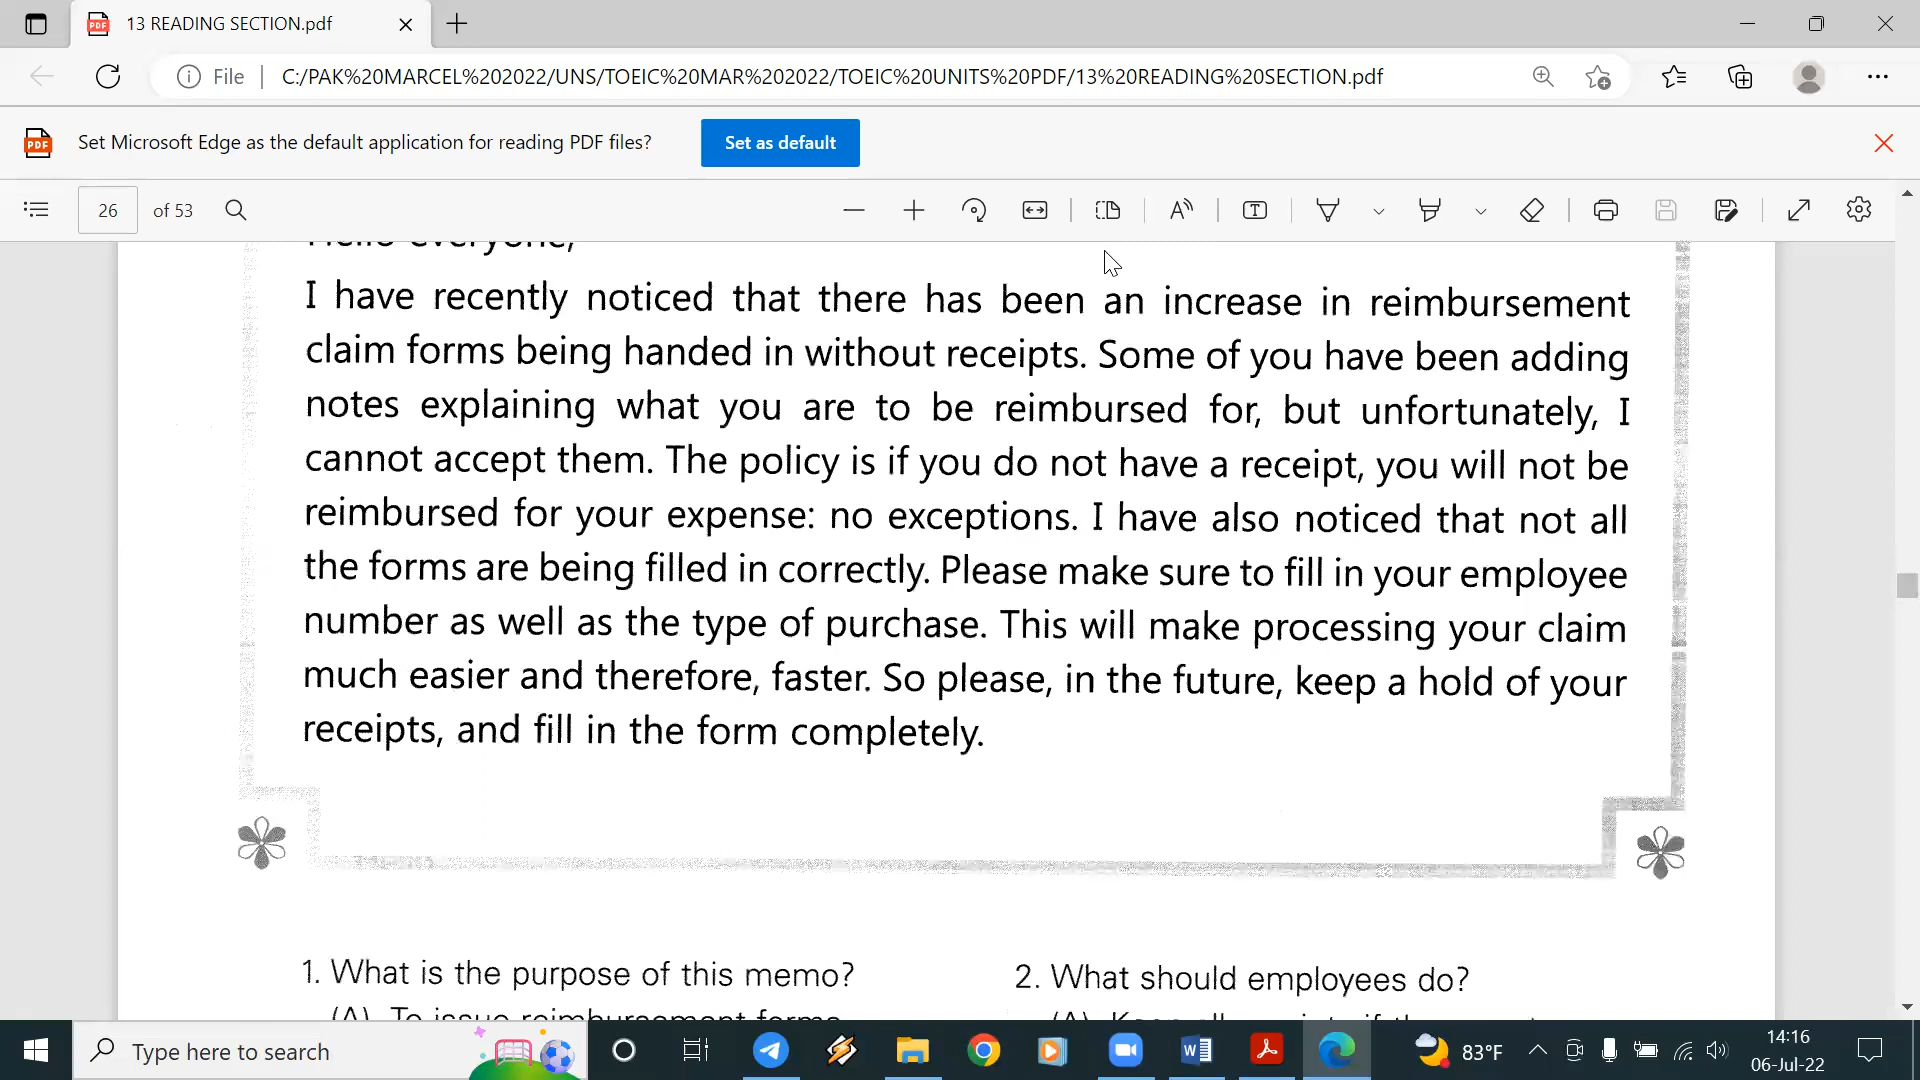 13 READING SECTION.pdf
File
C:/PAK%20MARCEL%202022/UNS/TOEIC%20MAR%202022/TOEIC%20UNITS%20PDF/13%20READING%20SECTION.pdf
PDF
Set Microsoft Edge as the default application for reading PDF files?
Set as default
26 of 53
Hello everyone,
I have recently noticed that there has been an increase in reimbursement
claim forms being handed in without receipts. Some of you have been adding
notes explaining what you are to be reimbursed for, but unfortunately, I
cannot accept them. The policy is if you do not have a receipt, you will not be
reimbursed for your expense: no exceptions. I have also noticed that not all
the forms are being filled in correctly. Please make sure to fill in your employee
number as well as the type of purchase. This will make processing your claim
much easier and therefore, faster. So please, in the future, keep a hold of your
receipts, and fill in the form completely.
1. What is the purpose of this memo?
(A) To issue reimbursement forms
2. What should employees do?
Type here to search
83°F
14:16
06-Jul-22